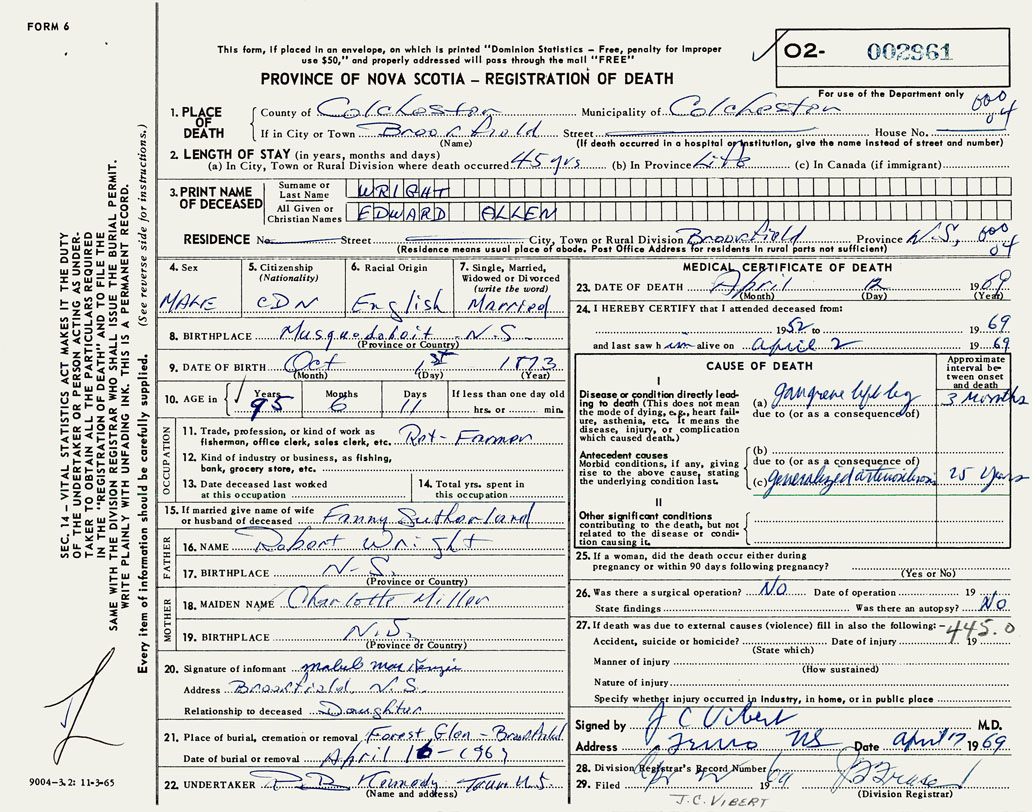 FORM 6
This form, if placed in an envelope, on which is printed "Dominion Statistics – Free, penalty for improper
use $50," and properly addressed will pass through the mail "FREE"
PROVINCE OF NOVA SCOTIA – REGISTRATION OF DEATH
02- 002961
For use of the Department only
1. PLACE OF DEATH County of Colchester Municipality of Colchester 000 04
If in City or Town Brookfield Street House No.
(Name) (If death occurred in a hospital or institution, give the name instead of street and number)
2. LENGTH OF STAY (in years, months and days)
(a) In City, Town or Rural Division where death occurred 45 yrs (b) In Province Life (c) In Canada (if immigrant)
3. PRINT NAME OF DECEASED Surname or Last Name WRIGHT
All Given or Christian Names EDWARD ALLEN
RESIDENCE No. Street City, Town or Rural Division Brookfield Province N.S, 000 04
(Residence means usual place of abode. Post Office Address for residents in rural parts not sufficient)
4. Sex MALE
5. Citizenship (Nationality) CDN
6. Racial Origin English
7. Single, Married, Widowed or Divorced (write the word) Married
8. BIRTHPLACE Musquodoboit N-S.
(Province or Country)
9. DATE OF BIRTH Oct 1st 1873
(Month) (Day) (Year)
10. AGE in Years 95 Months 6 Days 11 If less than one day old hrs. or min.
OCCUPATION
11. Trade, profession, or kind of work as fisherman, office clerk, sales clerk, etc. Ret- Farmer
12. Kind of industry or business, as fishing, bank, grocery store, etc.
13. Date deceased last worked at this occupation
14. Total yrs. spent in this occupation
15. If married give name of wife or husband of deceased Fanny Sutherland
FATHER
16. NAME Robert Wright
17. BIRTHPLACE N-S.
(Province or Country)
MOTHER
18. MAIDEN NAME Charlotte Miller
19. BIRTHPLACE N.S.
(Province or Country)
20. Signature of informant Mabel MacKenzie
Address Brookfield, N.S.
Relationship to deceased Daughter
21. Place of burial, cremation or removal Forest Glen - Brookfield
Date of burial or removal April 16 - 1969
22. UNDERTAKER Kennedy Truro N.S.
(Name and address)
MEDICAL CERTIFICATE OF DEATH
23. DATE OF DEATH April 12 1969
(Month) (Day) (Year)
24. I HEREBY CERTIFY that I attended deceased from:
1952 to 1969
and last saw him alive on April 2 1969
CAUSE OF DEATH
Approximate interval between onset and death
I
Disease or condition directly leading to death (This does not mean the mode of dying, e.g., heart failure, asthenia, etc. It means the disease, injury, or complication which caused death.)
(a) gangrene left leg 3 Months
due to (or as a consequence of)
Antecedent causes
Morbid conditions, if any, giving rise to the above cause, stating the underlying condition last.
(b)
due to (or as a consequence of)
(c) generalized arteriosclerosis 25 Years
II
Other significant conditions contributing to the death, but not related to the disease or condition causing it.
25. If a woman, did the death occur either during pregnancy or within 90 days following pregnancy?
(Yes or No)
26. Was there a surgical operation? No Date of operation 19
State findings Was there an autopsy? No
27. If death was due to external causes (violence) fill in also the following: -445.0
Accident, suicide or homicide? Date of injury 19
(State which)
Manner of injury
(How sustained)
Nature of injury
Specify whether injury occurred in industry, in home, or in public place
Signed by J C Vibert M.D.
Address Truro NS Date April 17 1969
28. Division Registrar's Record Number
29. Filed 19 69
(Division Registrar)
J.C. VIBERT
SEC. 14 – VITAL STATISTICS ACT MAKES IT THE DUTY
OF THE UNDERTAKER OR PERSON ACTING AS UNDER-
TAKER TO OBTAIN ALL THE PARTICULARS REQUIRED
IN THE "REGISTRATION OF DEATH" AND TO FILE THE
SAME WITH THE DIVISION REGISTRAR WHO SHALL ISSUE THE BURIAL PERMIT.
WRITE PLAINLY WITH UNFADING INK. THIS IS A PERMANENT RECORD.
Every item of information should be carefully supplied. (See reverse side for instructions.)
9004-3.2: 11-3-65